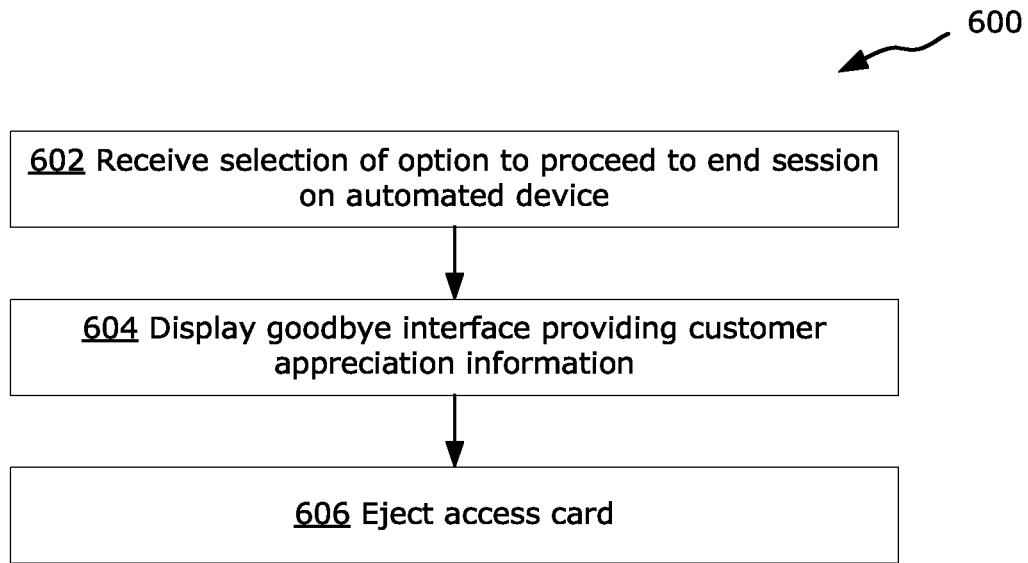 600
602 Receive selection of option to proceed to end session
on automated device
604 Display goodbye interface providing customer
appreciation information
606 Eject access card